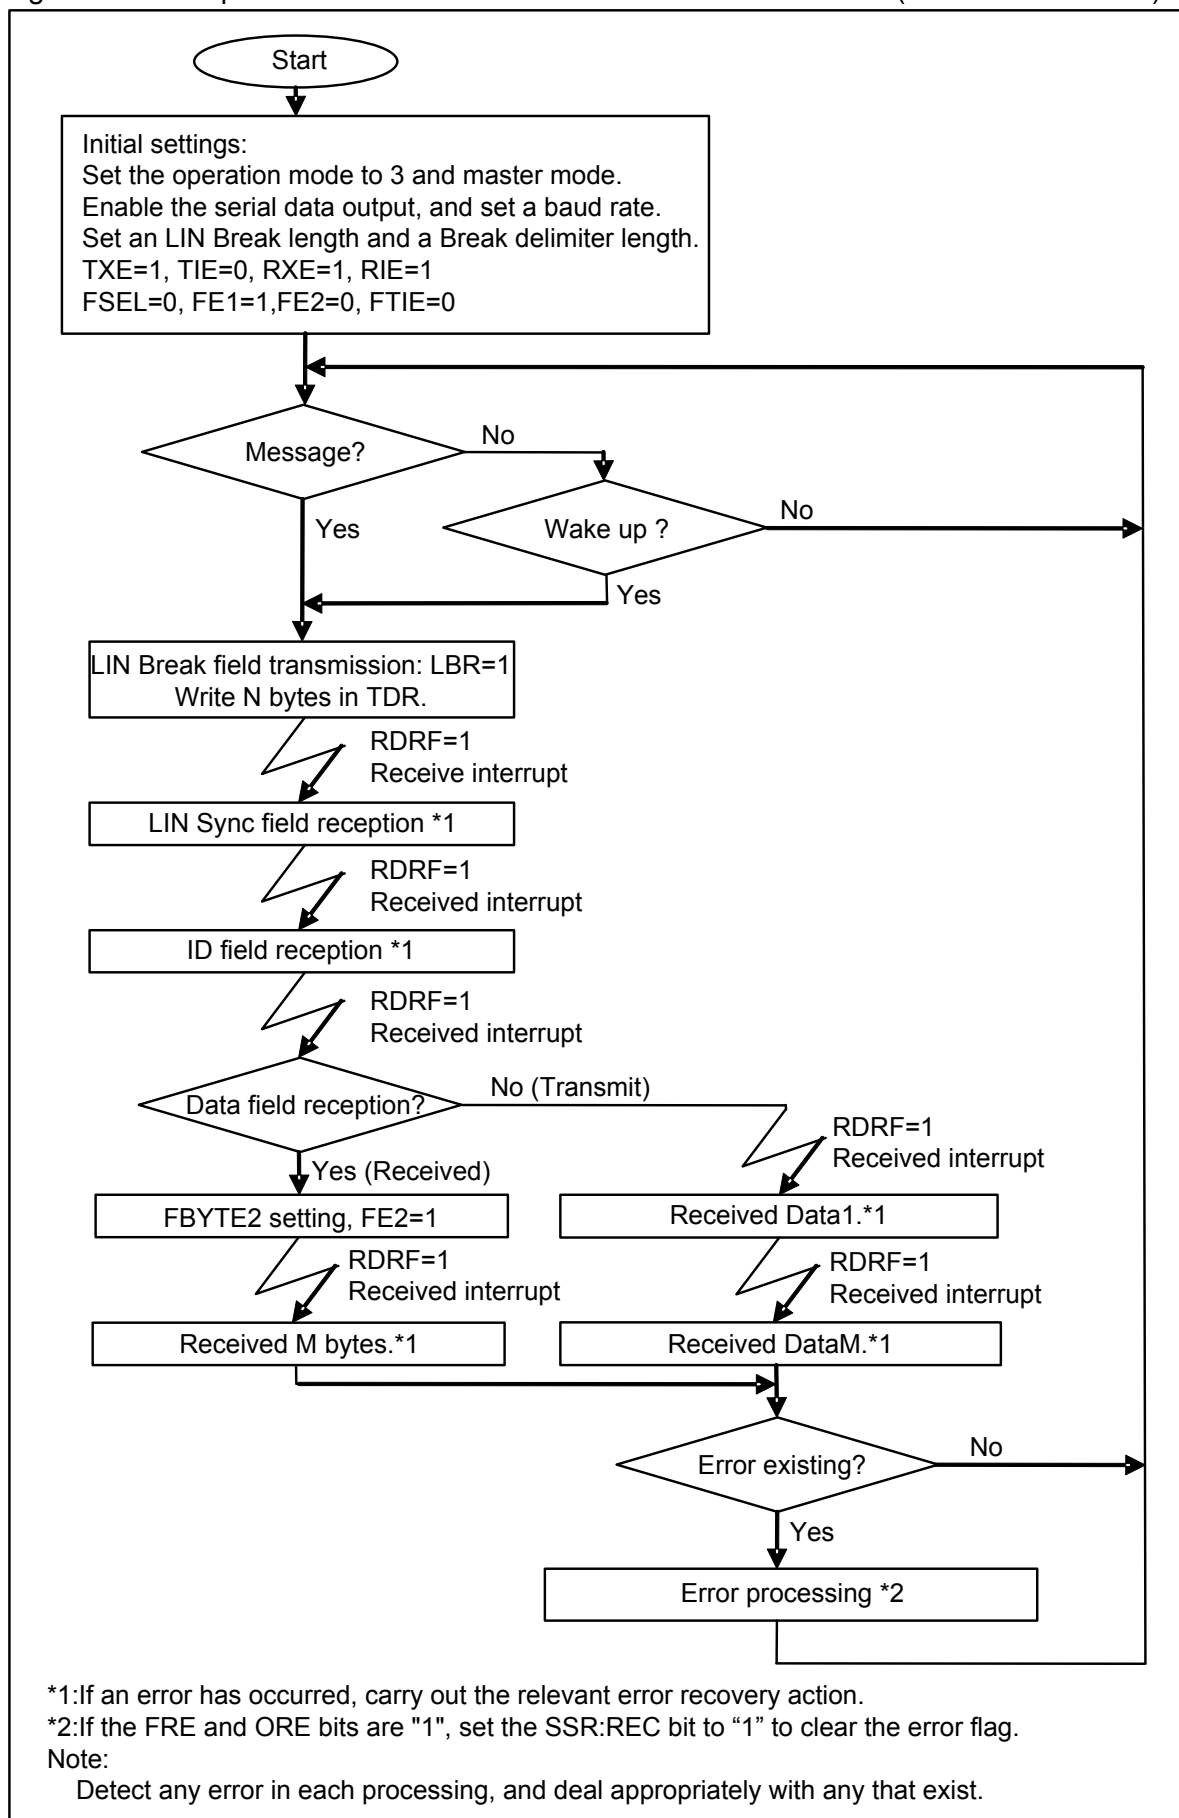 Start
Initial settings:
Set the operation mode to 3 and master mode.
Enable the serial data output, and set a baud rate.
Set an LIN Break length and a Break delimiter length.
TXE=1, TIE=0, RXE=1, RIE=1
FSEL=0, FE1=1,FE2=0, FTIE=0
Message?
No
Yes
Wake up ?
No
Yes
LIN Break field transmission: LBR=1
Write N bytes in TDR.
RDRF=1
Receive interrupt
LIN Sync field reception *1
RDRF=1
Received interrupt
ID field reception *1
RDRF=1
Received interrupt
Data field reception?
No (Transmit)
RDRF=1
Received interrupt
Yes (Received)
FBYTE2 setting, FE2=1
Received Data1.*1
RDRF=1
Received interrupt
RDRF=1
Received interrupt
Received M bytes.*1
Received DataM.*1
Error existing?
No
Yes
Error processing *2
*1:If an error has occurred, carry out the relevant error recovery action.
*2:If the FRE and ORE bits are "1", set the SSR:REC bit to “1” to clear the error flag.
Note:
Detect any error in each processing, and deal appropriately with any that exist.